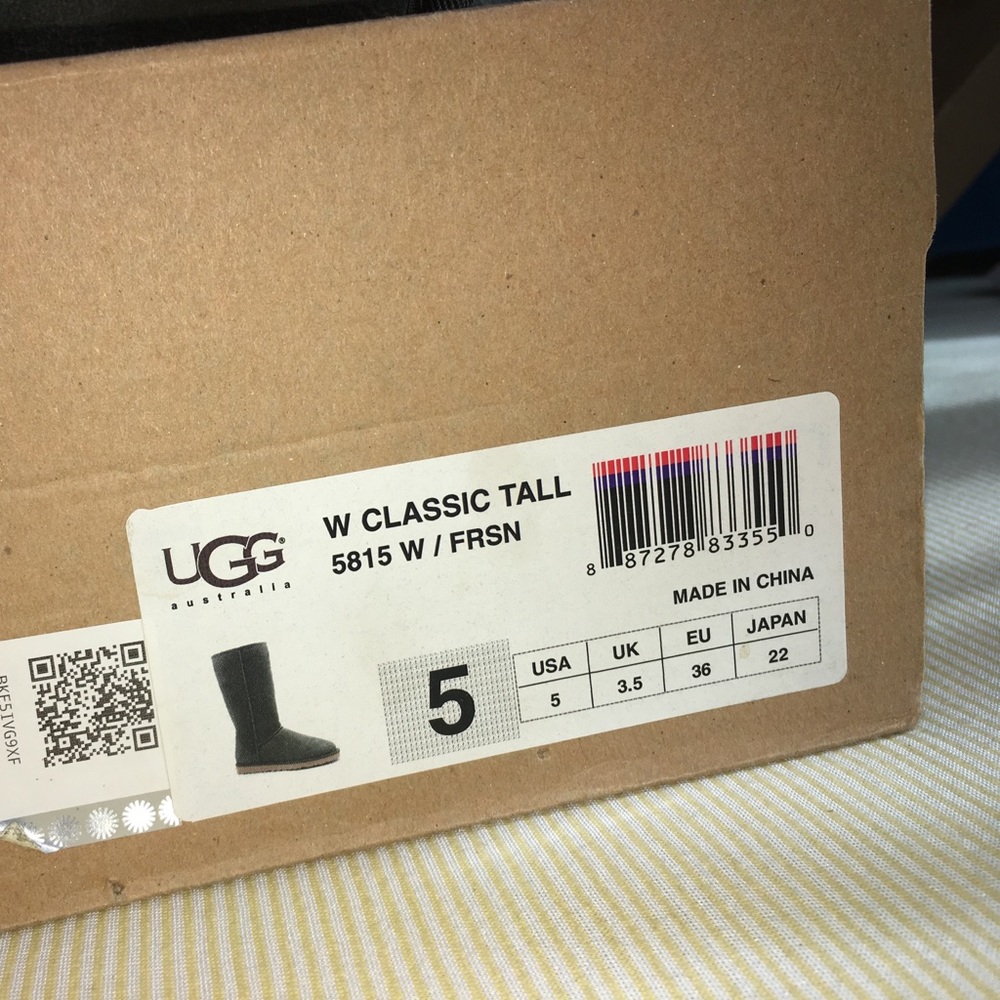 W CLASSIC TALL
5815 W / FRSN
UGG®
australia
8 87278 83355 0
MADE IN CHINA
USA UK EU JAPAN
5 3.5 36 22
5
BKF5IVG9XF